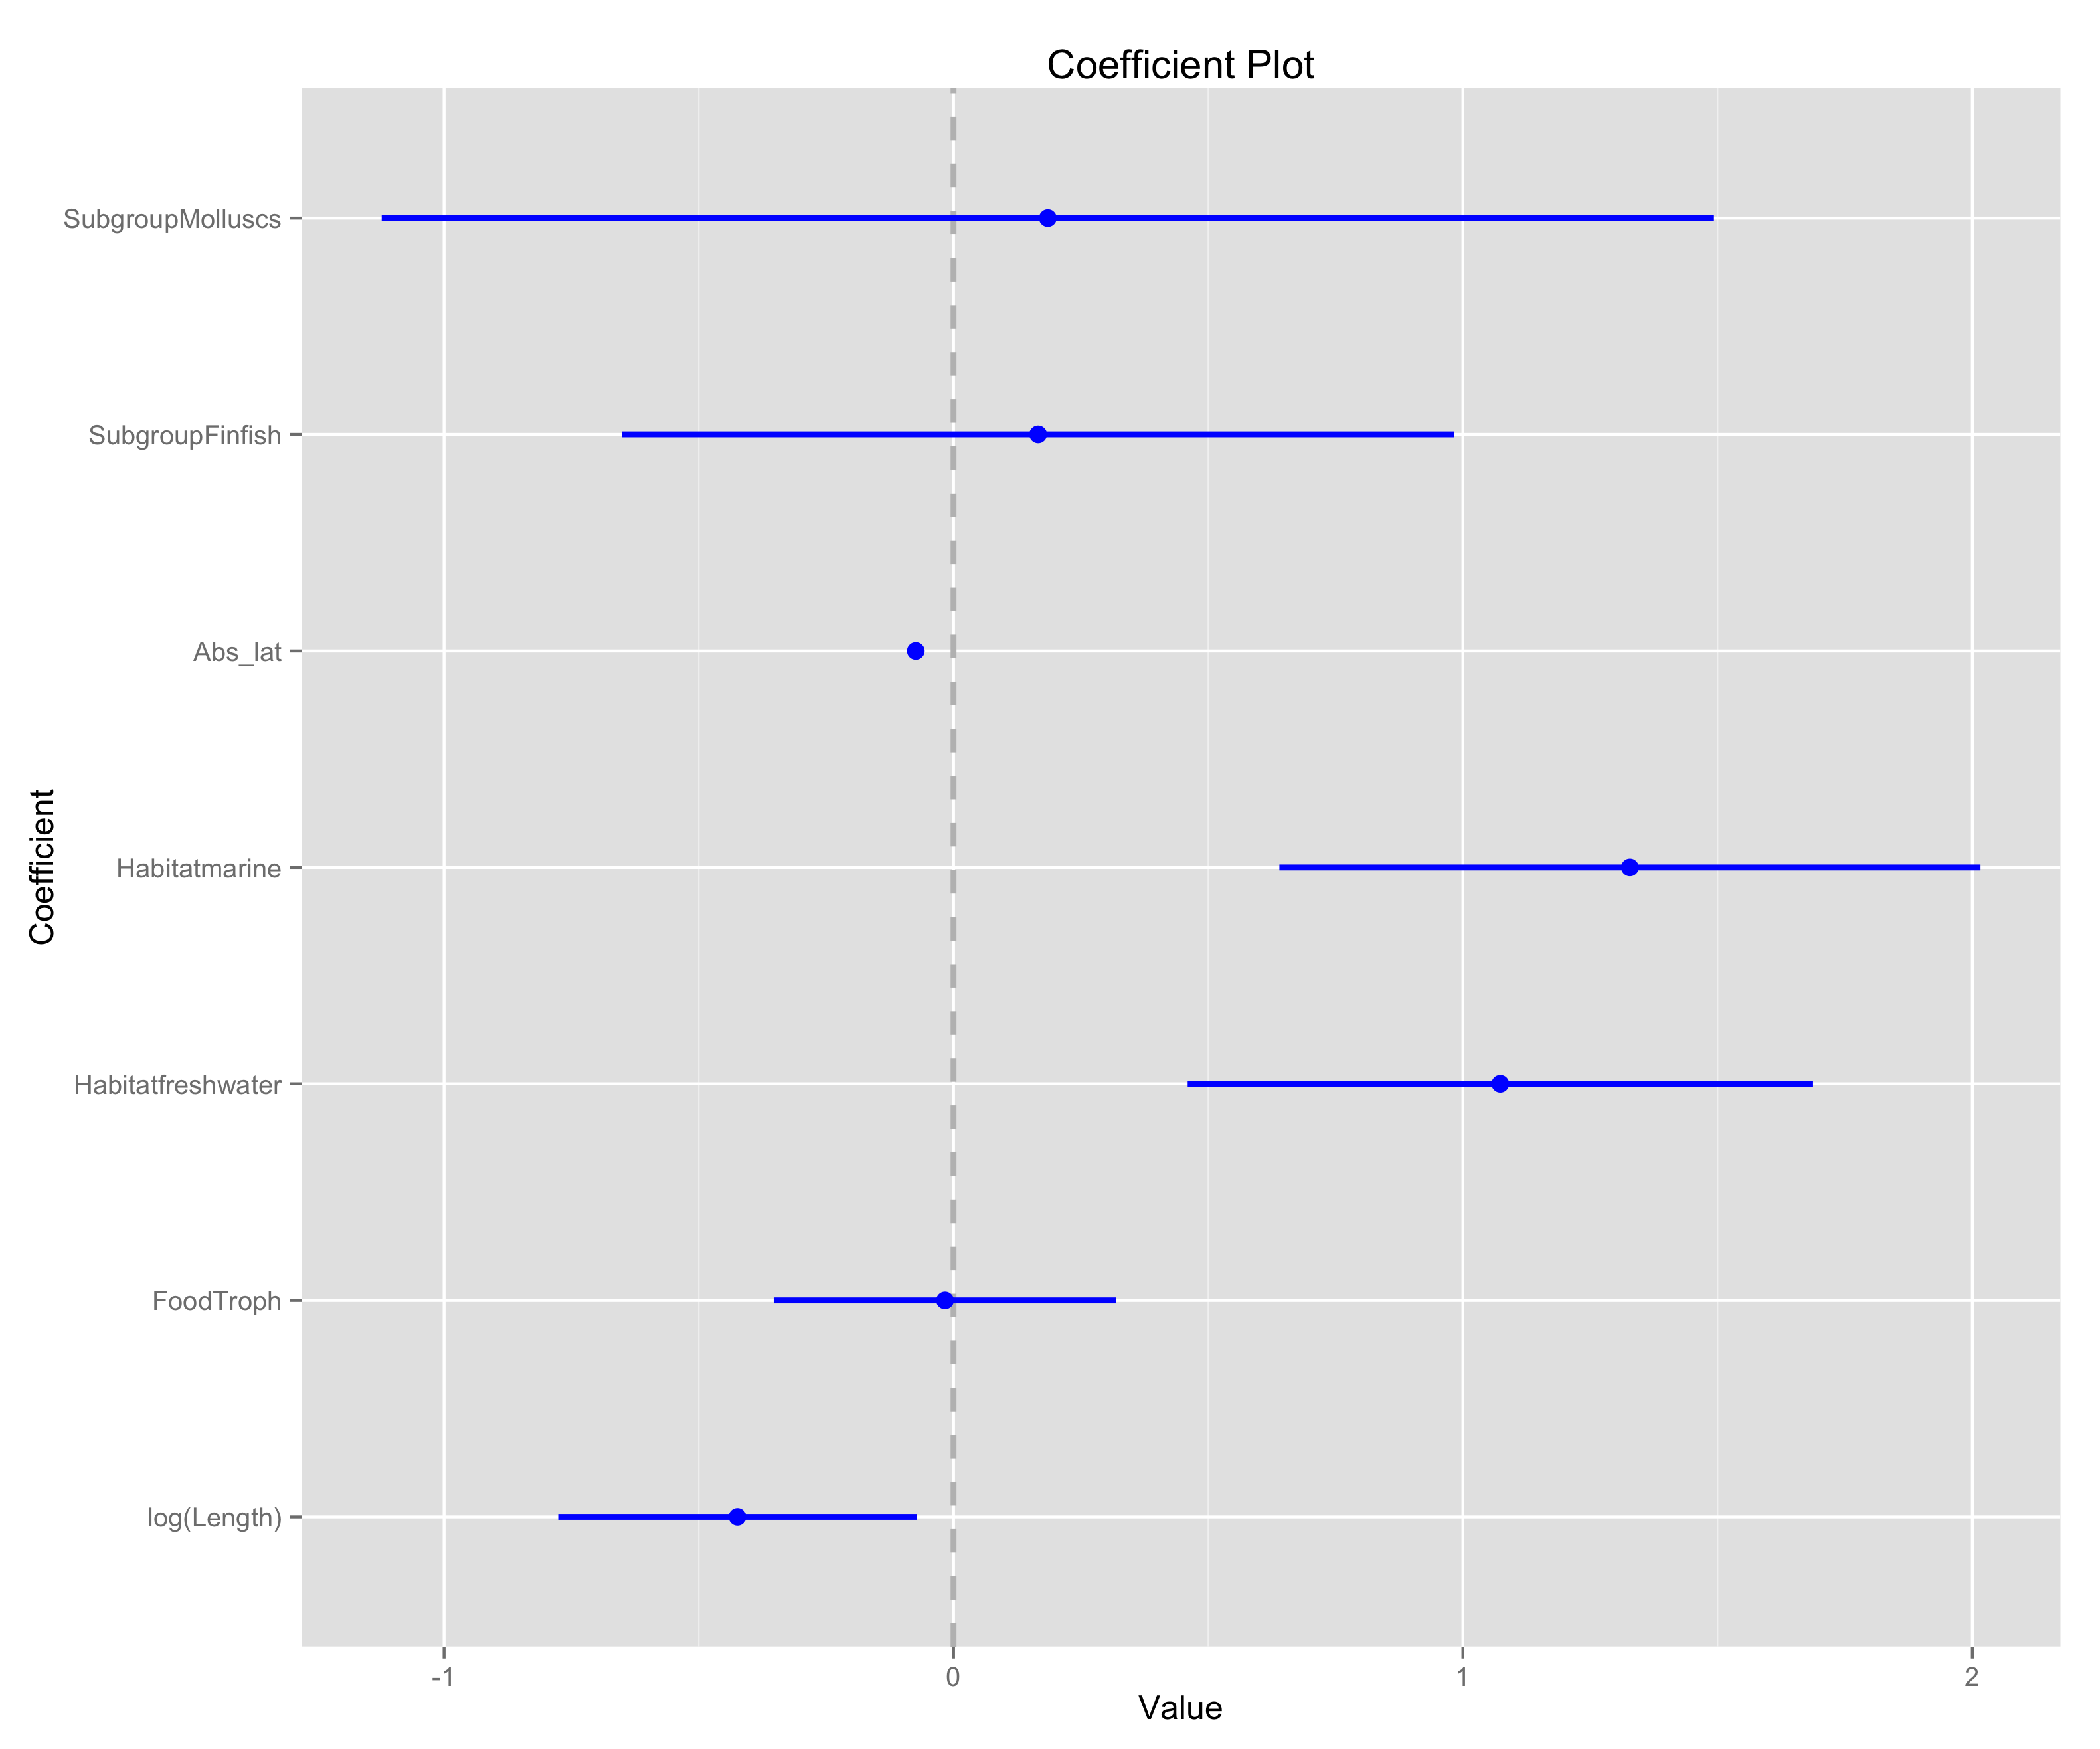 Coefficient Plot
SubgroupMolluscs
SubgroupFinfish
Abs_lat
Habitatmarine
Habitatfreshwater
FoodTroph
log(Length)
Coefficient
-1 0 1 2
Value